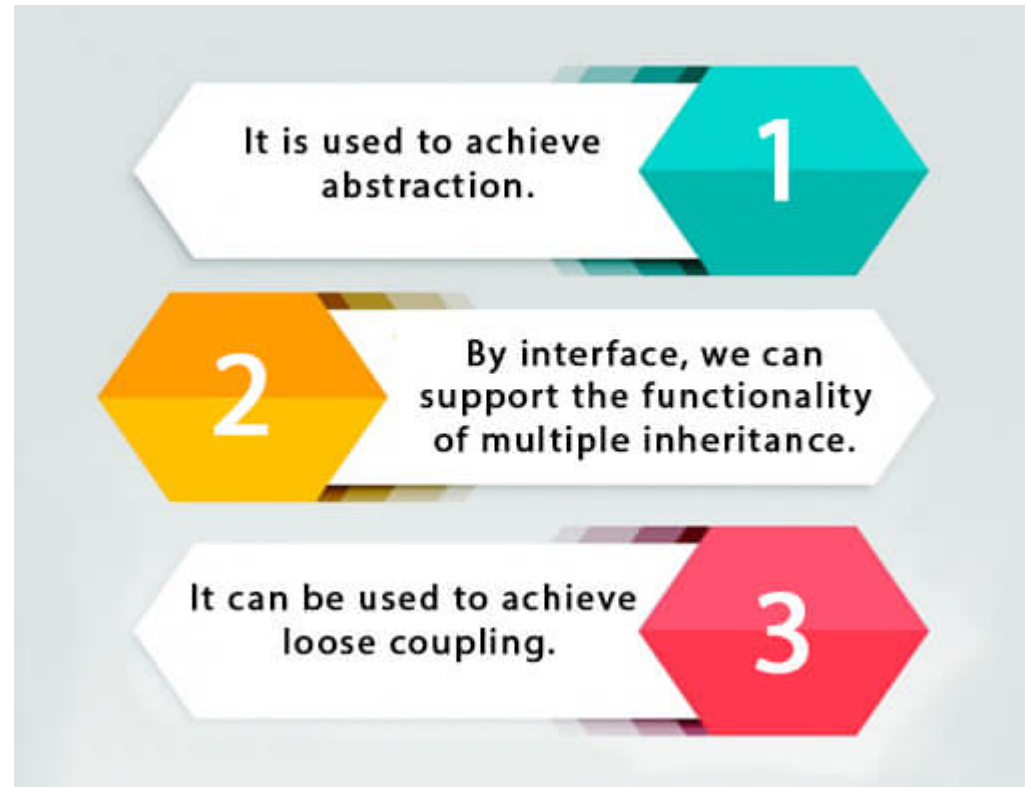 It is used to achieve
abstraction.
1
2
By interface, we can
support the functionality
of multiple inheritance.
It can be used to achieve
loose coupling.
3